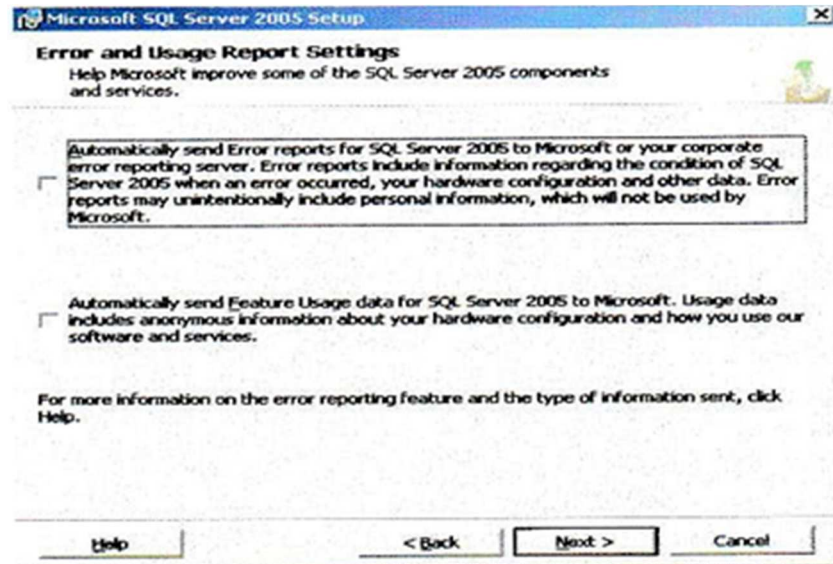 Microsoft SQL Server 2005 Setup
Error and Usage Report Settings
Help Microsoft improve some of the SQL Server 2005 components
and services.
Automatically send Error reports for SQL Server 2005 to Microsoft or your corporate
error reporting server. Error reports include information regarding the condition of SQL
Server 2005 when an error occurred, your hardware configuration and other data. Error
reports may unintentionally include personal information, which will not be used by
Microsoft.
Automatically send Feature Usage data for SQL Server 2005 to Microsoft. Usage data
includes anonymous information about your hardware configuration and how you use our
software and services.
For more information on the error reporting feature and the type of information sent, click
Help.
Help
< Back
Next >
Cancel